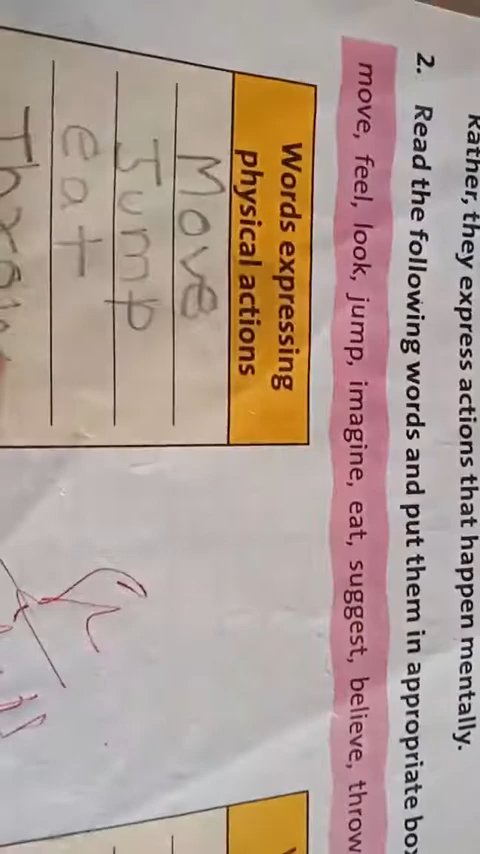 Rather, they express actions that happen mentally.
2. Read the following words and put them in appropriate
move, feel, look, jump, imagine, eat, suggest, believe, throw
Words expressing
physical actions
Move
Jump
eat